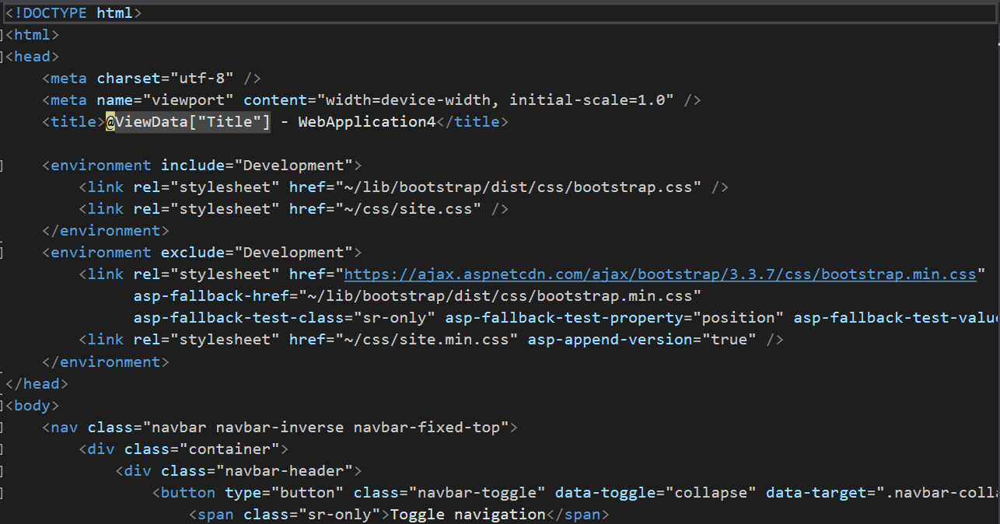 <!DOCTYPE html>
<html>
<head>
    <meta charset="utf-8" />
    <meta name="viewport" content="width=device-width, initial-scale=1.0" />
    <title>@ViewData["Title"] - WebApplication4</title>

    <environment include="Development">
        <link rel="stylesheet" href="~/lib/bootstrap/dist/css/bootstrap.css" />
        <link rel="stylesheet" href="~/css/site.css" />
    </environment>
    <environment exclude="Development">
        <link rel="stylesheet" href="https://ajax.aspnetcdn.com/ajax/bootstrap/3.3.7/css/bootstrap.min.css"
              asp-fallback-href="~/lib/bootstrap/dist/css/bootstrap.min.css"
              asp-fallback-test-class="sr-only" asp-fallback-test-property="position" asp-fallback-test-value
        <link rel="stylesheet" href="~/css/site.min.css" asp-append-version="true" />
    </environment>
</head>
<body>
    <nav class="navbar navbar-inverse navbar-fixed-top">
        <div class="container">
            <div class="navbar-header">
                <button type="button" class="navbar-toggle" data-toggle="collapse" data-target=".navbar-colla
                    <span class="sr-only">Toggle navigation</span>